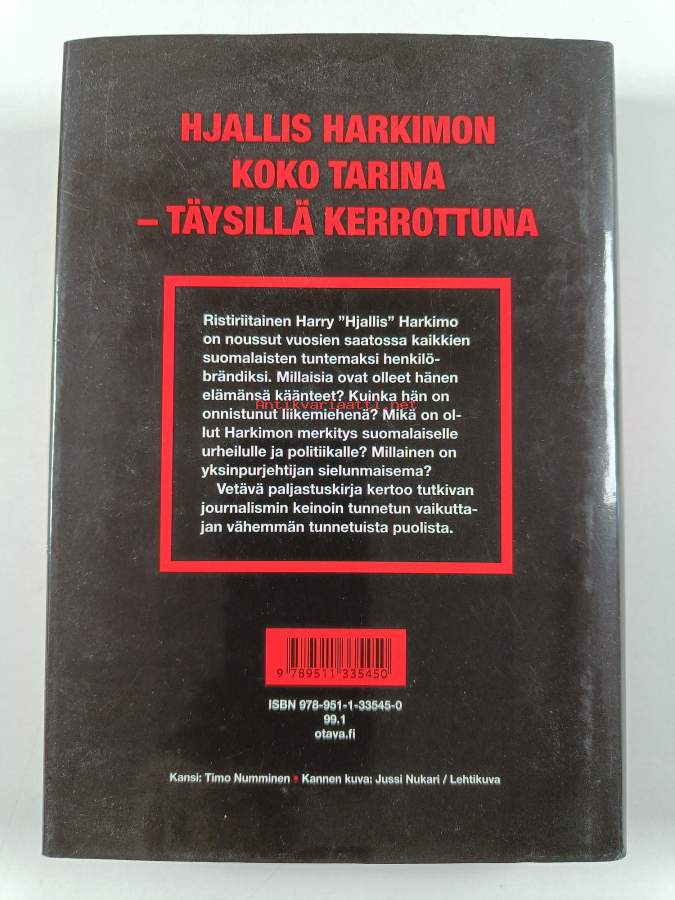 HJALLIS HARKIMON
KOKO TARINA
– TÄYSILLÄ KERROTTUNA
Ristiriitainen Harry ”Hjallis” Harkimo
on noussut vuosien saatossa kaikkien
suomalaisten tuntemaksi henkilö-
brändiksi. Millaisia ovat olleet hänen
elämänsä käänteet? Kuinka hän on
Antikvariaatti.net
onnistunut liikemiehenä? Mikä on ol-
lut Harkimon merkitys suomalaiselle
urheilulle ja politiikalle? Millainen on
yksinpurjehtijan sielunmaisema?
Vetävä paljastuskirja kertoo tutkivan
journalismin keinoin tunnetun vaikutta-
jan vähemmän tunnetuista puolista.
9 789511 335450
ISBN 978-951-1-33545-0
99.1
otava.fi
Kansi: Timo Numminen • Kannen kuva: Jussi Nukari / Lehtikuva